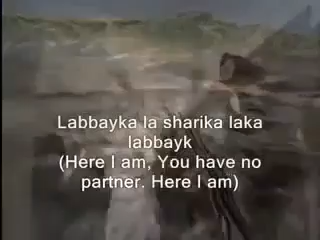 Labbayka la sharika laka
labbayk
(Here I am, You have no
partner. Here I am)